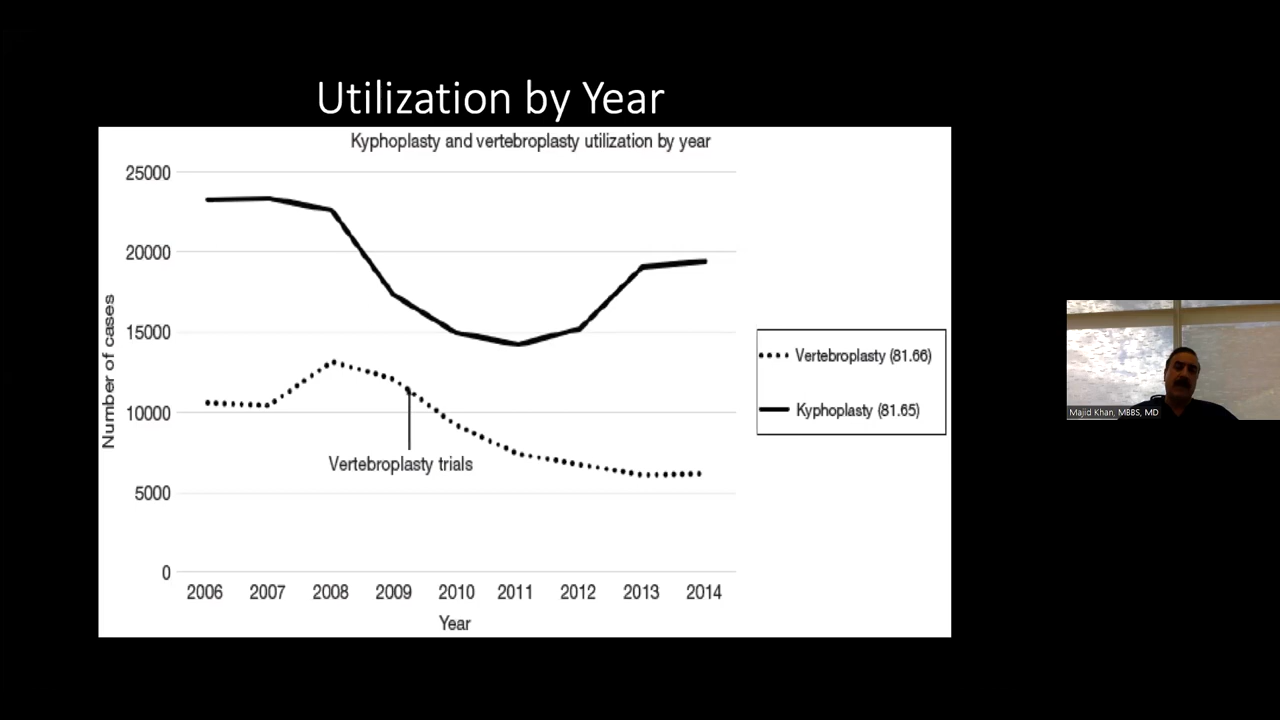 Utilization by Year
Kyphoplasty and vertebroplasty utilization by year
25000
20000
15000
10000
5000
0
Number of cases
Vertebroplasty trials
2006 2007 2008 2009 2010 2011 2012 2013 2014
Year
Vertebroplasty (81.66)
Kyphoplasty (81.65)
Majid Khan, MBBS, MD